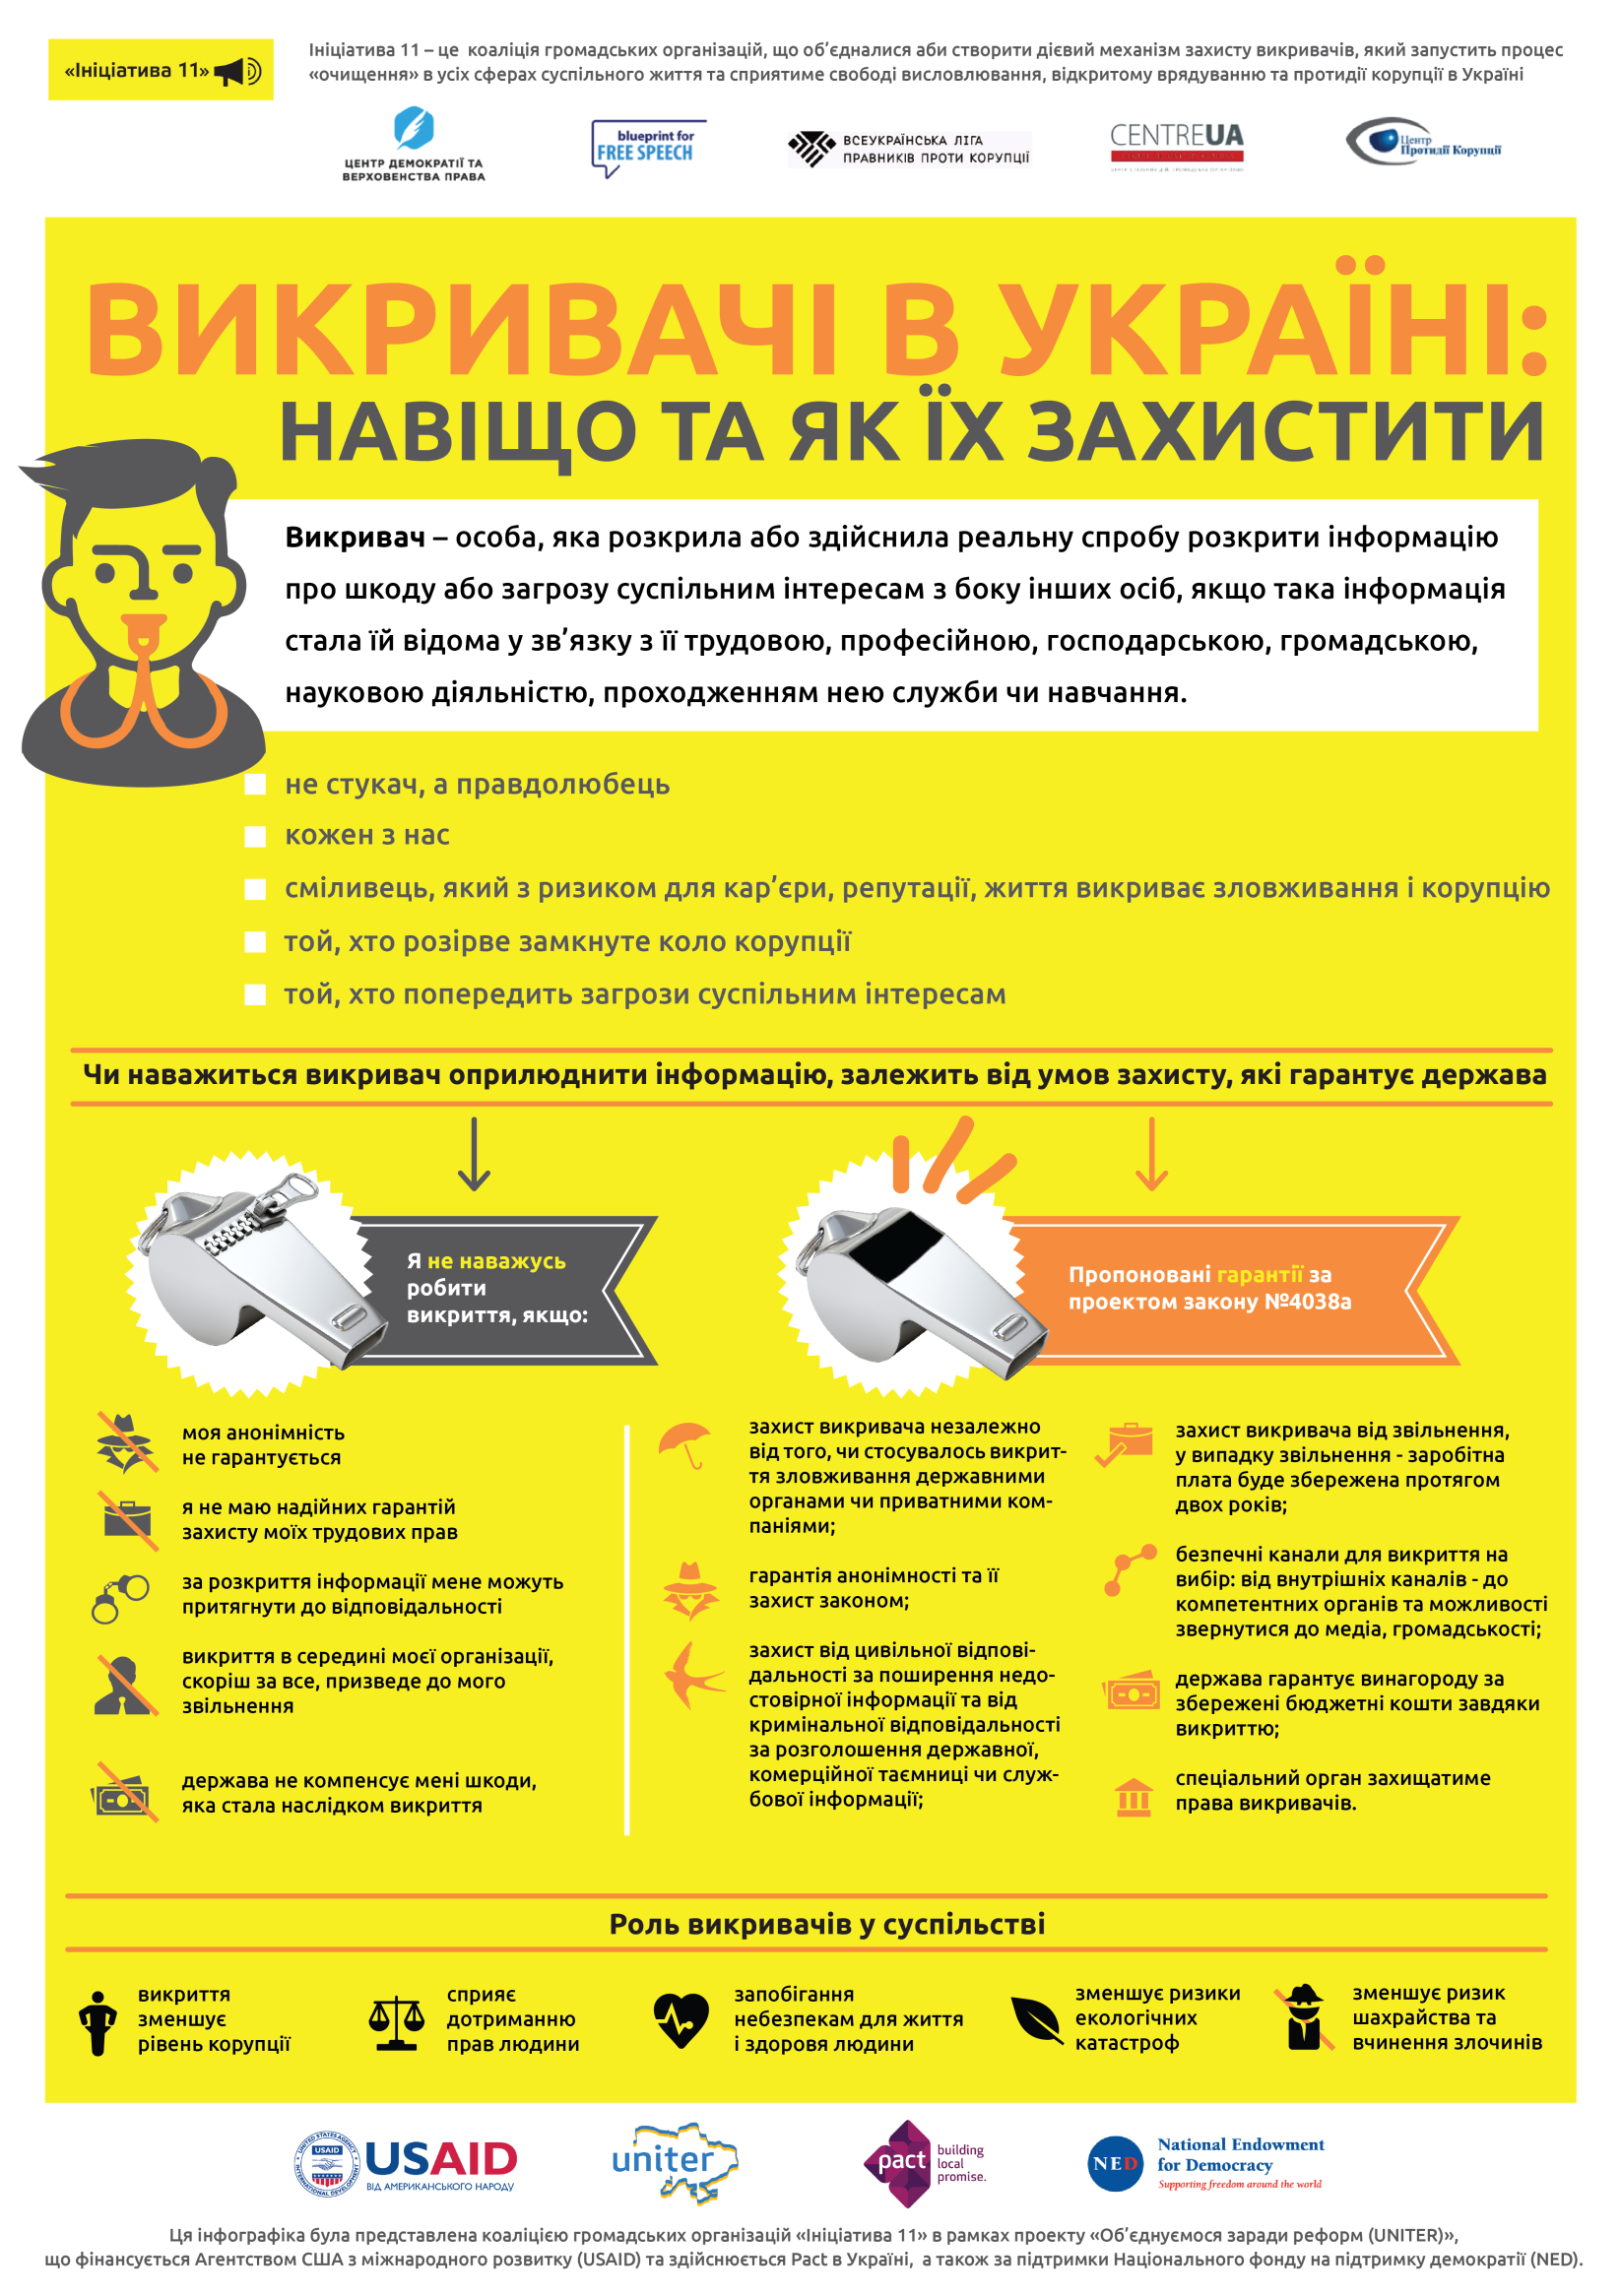 «Ініціатива 11»
Ініціатива 11 – це коаліція громадських організацій, що об’єдналися аби створити дієвий механізм захисту викривачів, який запустить процес
«очищення» в усіх сферах суспільного життя та сприятиме свободі висловлювання, відкритому врядуванню та протидії корупції в Україні
ЦЕНТР ДЕМОКРАТІЇ ТА
ВЕРХОВЕНСТВА ПРАВА
blueprint for
FREE SPEECH
ВСЕУКРАЇНСЬКА ЛІГА
ПРАВНИКІВ ПРОТИ КОРУПЦІЇ
CENTREUA
Центр
Протидії Корупції
ВИКРИВАЧІ В УКРАЇНІ:
НАВІЩО ТА ЯК ЇХ ЗАХИСТИТИ
Викривач – особа, яка розкрила або здійснила реальну спробу розкрити інформацію
про шкоду або загрозу суспільним інтересам з боку інших осіб, якщо така інформація
стала їй відома у зв’язку з її трудовою, професійною, господарською, громадською,
науковою діяльністю, проходженням нею служби чи навчання.
не стукач, а правдолюбець
кожен з нас
сміливець, який з ризиком для кар’єри, репутації, життя викриває зловживання і корупцію
той, хто розірве замкнуте коло корупції
той, хто попередить загрози суспільним інтересам
Чи наважиться викривач оприлюднити інформацію, залежить від умов захисту, які гарантує держава
Я не наважусь
робити
викриття, якщо:
моя анонімність
не гарантується
я не маю надійних гарантій
захисту моїх трудових прав
за розкриття інформації мене можуть
притягнути до відповідальності
викриття в середині моєї організації,
скоріш за все, призведе до мого
звільнення
держава не компенсує мені шкоди,
яка стала наслідком викриття
Пропоновані гарантії за
проектом закону №4038а
захист викривача незалежно
від того, чи стосувалось викрит-
тя зловживання державними
органами чи приватними ком-
паніями;
гарантія анонімності та її
захист законом;
захист від цивільної відпові-
дальності за поширення недо-
стовірної інформації та від
кримінальної відповідальності
за розголошення державної,
комерційної таємниці чи служ-
бової інформації;
захист викривача від звільнення,
у випадку звільнення - заробітна
плата буде збережена протягом
двох років;
безпечні канали для викриття на
вибір: від внутрішніх каналів - до
компетентних органів та можливості
звернутися до медіа, громадськості;
держава гарантує винагороду за
збережені бюджетні кошти завдяки
викриттю;
спеціальний орган захищатиме
права викривачів.
Роль викривачів у суспільстві
викриття
зменшує
рівень корупції
сприяє
дотриманню
прав людини
запобігання
небезпекам для життя
і здоровя людини
зменшує ризики
екологічних
катастроф
зменшує ризик
шахрайства та
вчинення злочинів
UNITED STATES AGENCY
USAID
INTERNATIONAL DEVELOPMENT
USAID
ВІД АМЕРИКАНСЬКОГО НАРОДУ
uniter
pact
building
local
promise.
NED
National Endowment
for Democracy
Supporting freedom around the world
Ця інфографіка була представлена коаліцією громадських організацій «Ініціатива 11» в рамках проекту «Об’єднуємося заради реформ (UNITER)»,
що фінансується Агентством США з міжнародного розвитку (USAID) та здійснюється Pact в Україні, а також за підтримки Національного фонду на підтримку демократії (NED).